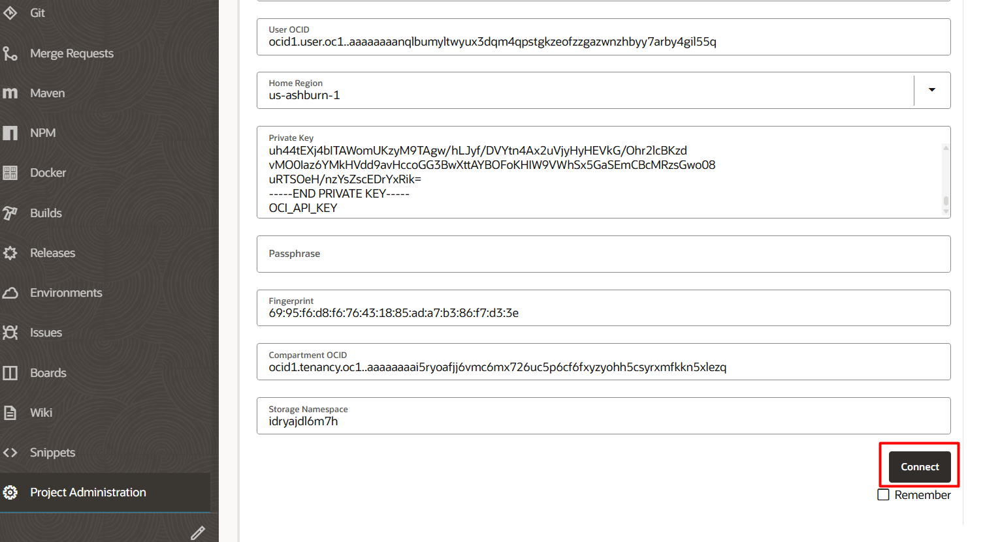 Git
Merge Requests
Maven
NPM
Docker
Builds
Releases
Environments
Issues
Boards
Wiki
Snippets
Project Administration
User OCID
ocid1.user.oc1..aaaaaaaanqlbumyltwyux3dqm4qpstgkzeofzzgazwnzhbyy7arby4gil55q
Home Region
us-ashburn-1
Private Key
uh44tEXj4bITAWomUKzyM9TAgw/hLJyf/DVYtn4Ax2uVjyHyHEVkG/Ohr2lcBKzd
vMO0Iaz6YMkHVdd9avHccoGG3BwXttAYBOFoKHIW9VWhSx5GaSEmCBcMRzsGwo08
uRTSOeH/nzYsZscEDrYxRik=
-----END PRIVATE KEY-----
OCI_API_KEY
Passphrase
Fingerprint
69:95:f6:d8:f6:76:43:18:85:ad:a7:b3:86:f7:d3:3e
Compartment OCID
ocid1.tenancy.oc1..aaaaaaaai5ryoafjj6vmc6mx726uc5p6cf6fxyzyohh5csyrxmfkkn5xlezq
Storage Namespace
idryajdl6m7h
Connect
Remember